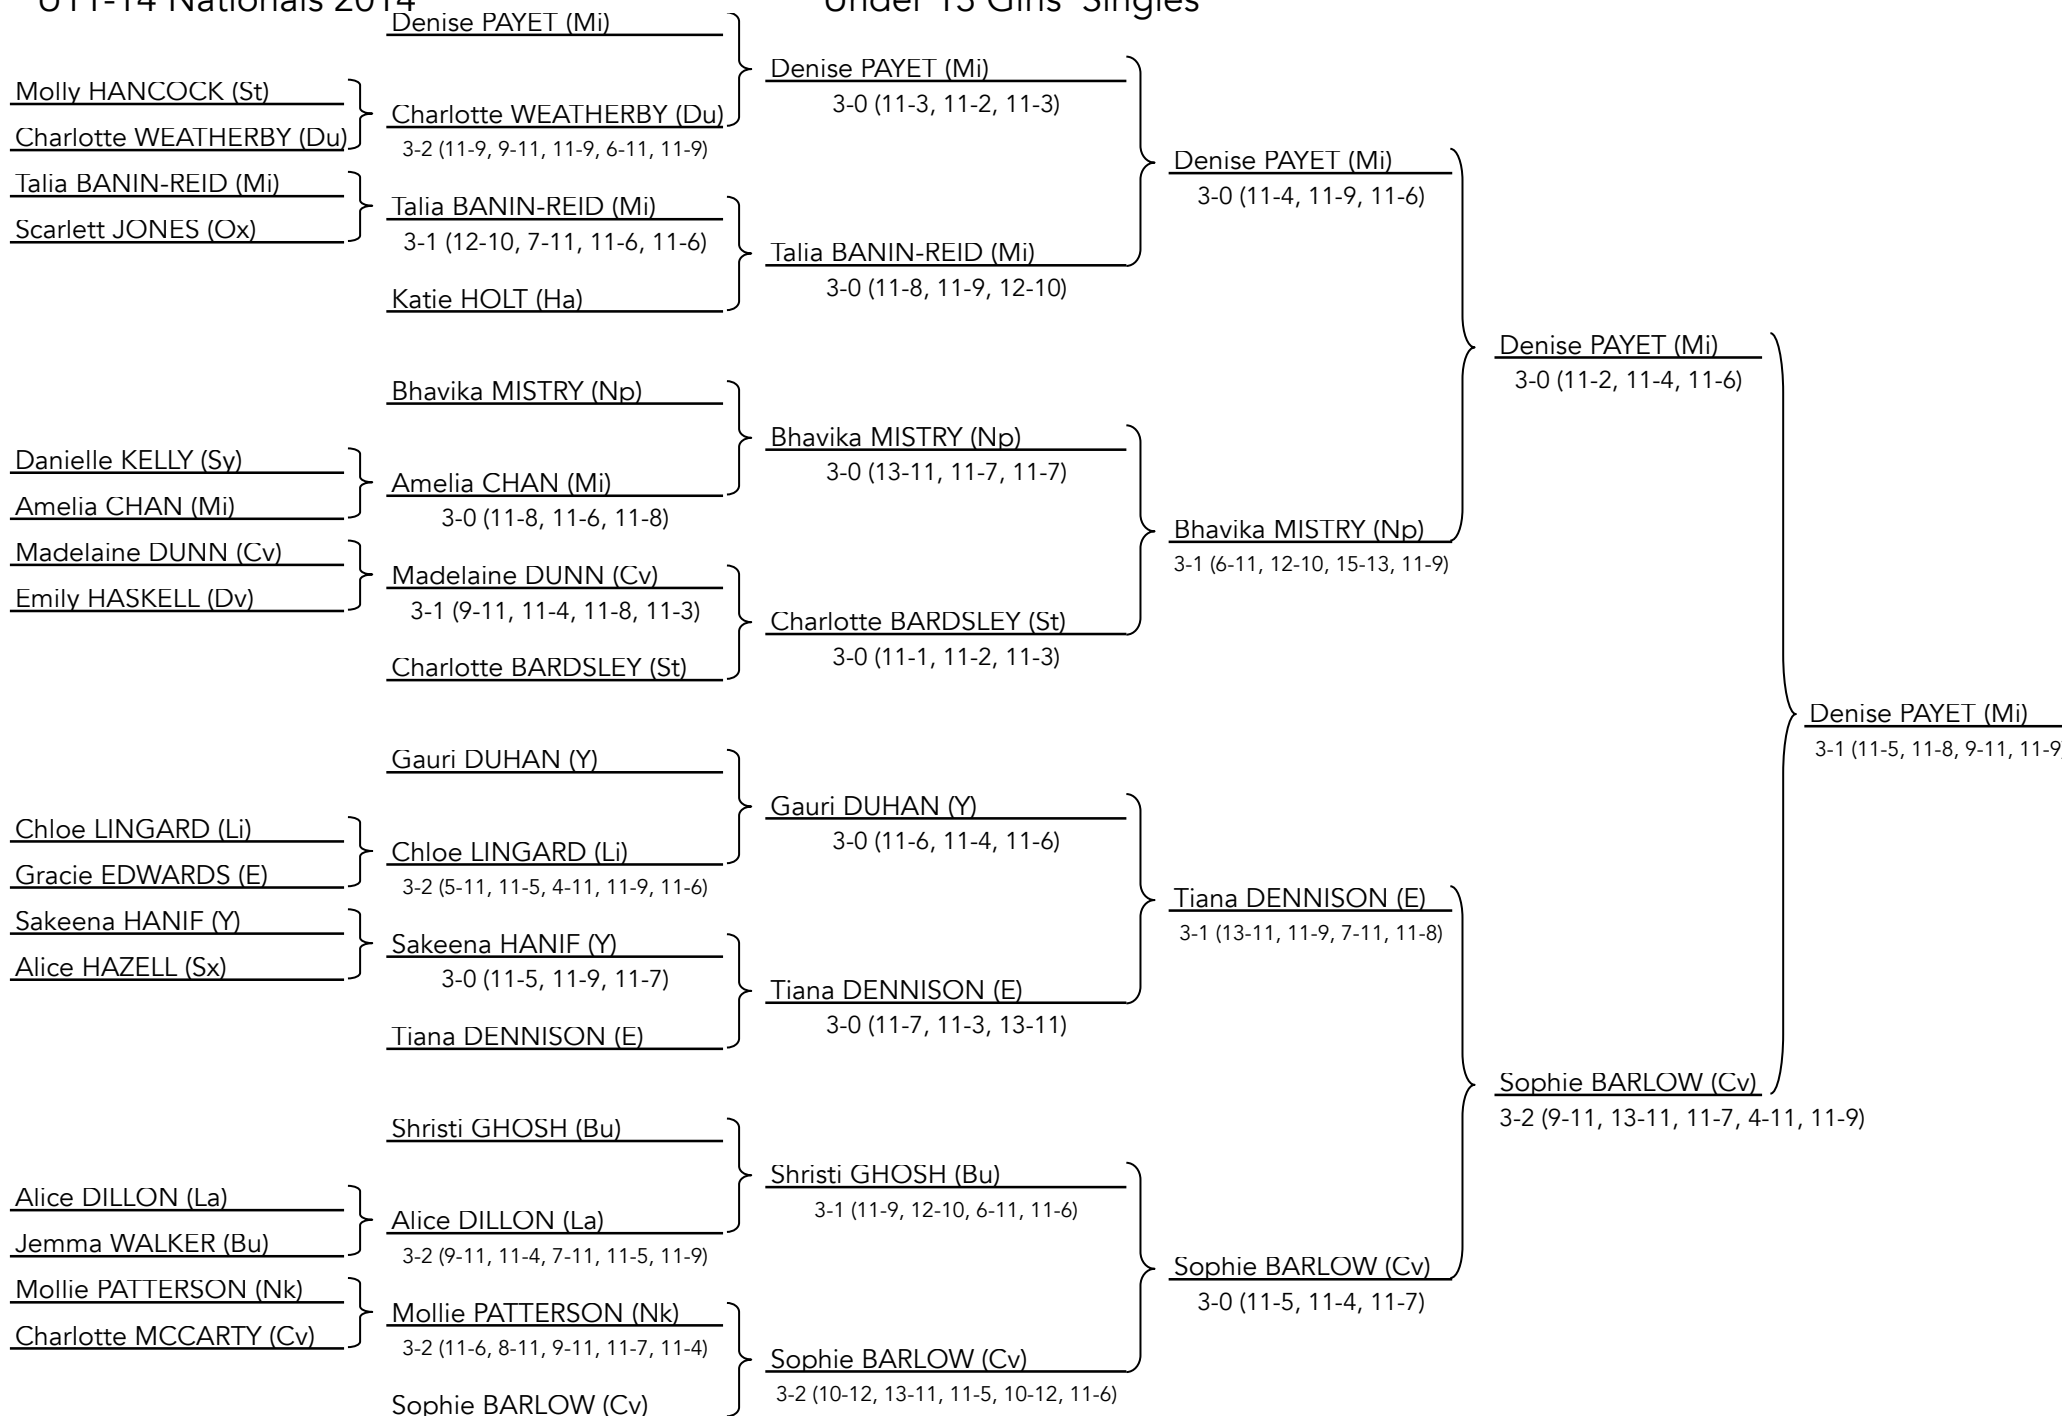 U11-14 Nationals 2014
Under 13 Girls' Singles
Denise PAYET (Mi)
Molly HANCOCK (St)
Charlotte WEATHERBY (Du)
Charlotte WEATHERBY (Du)
3-2 (11-9, 9-11, 11-9, 6-11, 11-9)
Denise PAYET (Mi)
3-0 (11-3, 11-2, 11-3)
Talia BANIN-REID (Mi)
Scarlett JONES (Ox)
Talia BANIN-REID (Mi)
3-1 (12-10, 7-11, 11-6, 11-6)
Katie HOLT (Ha)
Talia BANIN-REID (Mi)
3-0 (11-8, 11-9, 12-10)
Denise PAYET (Mi)
3-0 (11-4, 11-9, 11-6)
Bhavika MISTRY (Np)
Danielle KELLY (Sy)
Amelia CHAN (Mi)
Amelia CHAN (Mi)
3-0 (11-8, 11-6, 11-8)
Bhavika MISTRY (Np)
3-0 (13-11, 11-7, 11-7)
Madelaine DUNN (Cv)
Emily HASKELL (Dv)
Madelaine DUNN (Cv)
3-1 (9-11, 11-4, 11-8, 11-3)
Charlotte BARDSLEY (St)
Charlotte BARDSLEY (St)
3-0 (11-1, 11-2, 11-3)
Bhavika MISTRY (Np)
3-1 (6-11, 12-10, 15-13, 11-9)
Denise PAYET (Mi)
3-0 (11-2, 11-4, 11-6)
Gauri DUHAN (Y)
Chloe LINGARD (Li)
Gracie EDWARDS (E)
Chloe LINGARD (Li)
3-2 (5-11, 11-5, 4-11, 11-9, 11-6)
Gauri DUHAN (Y)
3-0 (11-6, 11-4, 11-6)
Sakeena HANIF (Y)
Alice HAZELL (Sx)
Sakeena HANIF (Y)
3-0 (11-5, 11-9, 11-7)
Tiana DENNISON (E)
Tiana DENNISON (E)
3-0 (11-7, 11-3, 13-11)
Tiana DENNISON (E)
3-1 (13-11, 11-9, 7-11, 11-8)
Shristi GHOSH (Bu)
Alice DILLON (La)
Jemma WALKER (Bu)
Alice DILLON (La)
3-2 (9-11, 11-4, 7-11, 11-5, 11-9)
Shristi GHOSH (Bu)
3-1 (11-9, 12-10, 6-11, 11-6)
Mollie PATTERSON (Nk)
Charlotte MCCARTY (Cv)
Mollie PATTERSON (Nk)
3-2 (11-6, 8-11, 9-11, 11-7, 11-4)
Sophie BARLOW (Cv)
Sophie BARLOW (Cv)
3-2 (10-12, 13-11, 11-5, 10-12, 11-6)
Sophie BARLOW (Cv)
3-0 (11-5, 11-4, 11-7)
Sophie BARLOW (Cv)
3-2 (9-11, 13-11, 11-7, 4-11, 11-9)
Denise PAYET (Mi)
3-1 (11-5, 11-8, 9-11, 11-9)